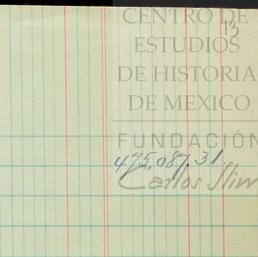 CENTRO DE
13
ESTUDIOS
DE HISTORIA
DE MEXICO
FUNDACIÓN
475,087.31
Carlos Slim